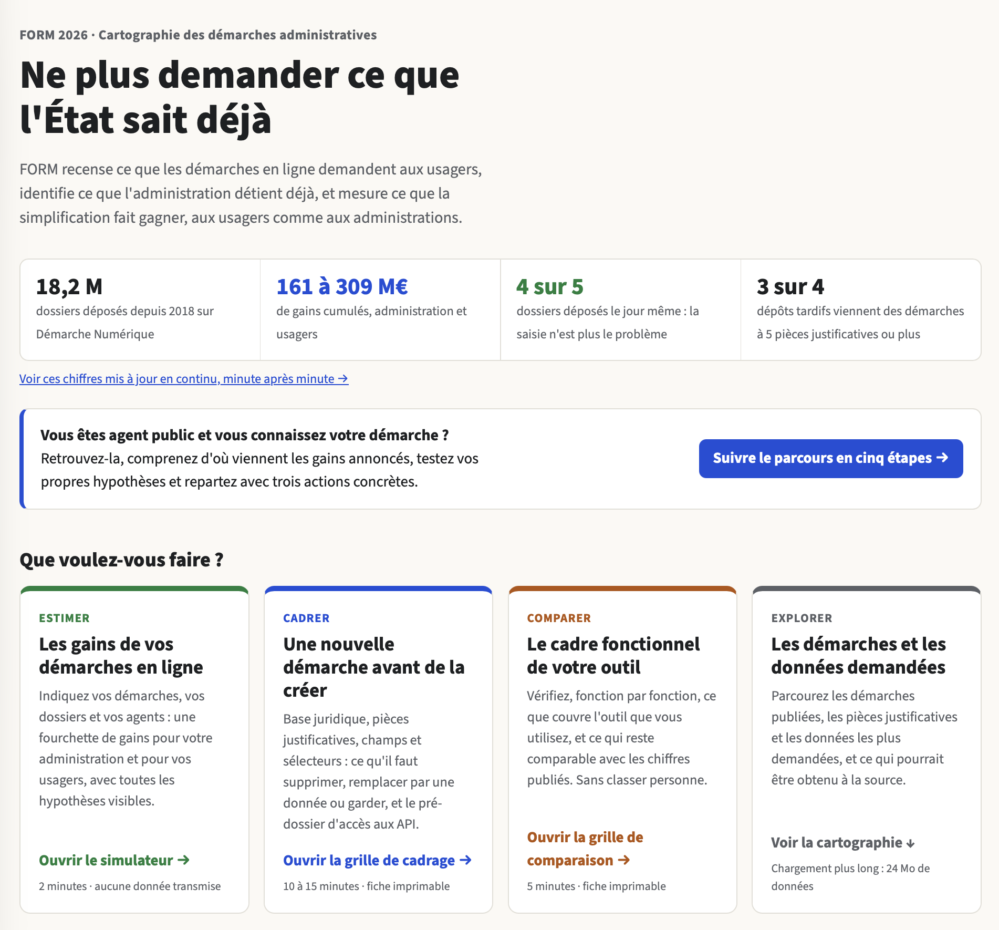 FORM 2026 · Cartographie des démarches administratives
Ne plus demander ce que
l'État sait déjà
FORM recense ce que les démarches en ligne demandent aux usagers,
identifie ce que l'administration détient déjà, et mesure ce que la
simplification fait gagner, aux usagers comme aux administrations.
18,2 M
dossiers déposés depuis 2018 sur
Démarche Numérique
161 à 309 M€
de gains cumulés, administration et
usagers
4 sur 5
dossiers déposés le jour même : la
saisie n'est plus le problème
3 sur 4
dépôts tardifs viennent des démarches
à 5 pièces justificatives ou plus
Voir ces chiffres mis à jour en continu, minute après minute →
Vous êtes agent public et vous connaissez votre démarche ?
Retrouvez-la, comprenez d'où viennent les gains annoncés, testez vos
propres hypothèses et repartez avec trois actions concrètes.
Suivre le parcours en cinq étapes →
Que voulez-vous faire ?
ESTIMER
Les gains de vos
démarches en ligne
Indiquez vos démarches, vos
dossiers et vos agents : une
fourchette de gains pour votre
administration et pour vos
usagers, avec toutes les
hypothèses visibles.
Ouvrir le simulateur →
2 minutes · aucune donnée transmise
CADRER
Une nouvelle
démarche avant de la
créer
Base juridique, pièces
justificatives, champs et
sélecteurs : ce qu'il faut
supprimer, remplacer par une
donnée ou garder, et le pré-
dossier d'accès aux API.
Ouvrir la grille de cadrage →
10 à 15 minutes · fiche imprimable
COMPARER
Le cadre fonctionnel
de votre outil
Vérifiez, fonction par fonction, ce
que couvre l'outil que vous
utilisez, et ce qui reste
comparable avec les chiffres
publiés. Sans classer personne.
Ouvrir la grille de
comparaison →
5 minutes · fiche imprimable
EXPLORER
Les démarches et les
données demandées
Parcourez les démarches
publiées, les pièces justificatives
et les données les plus
demandées, et ce qui pourrait
être obtenu à la source.
Voir la cartographie ↓
Chargement plus long : 24 Mo de
données